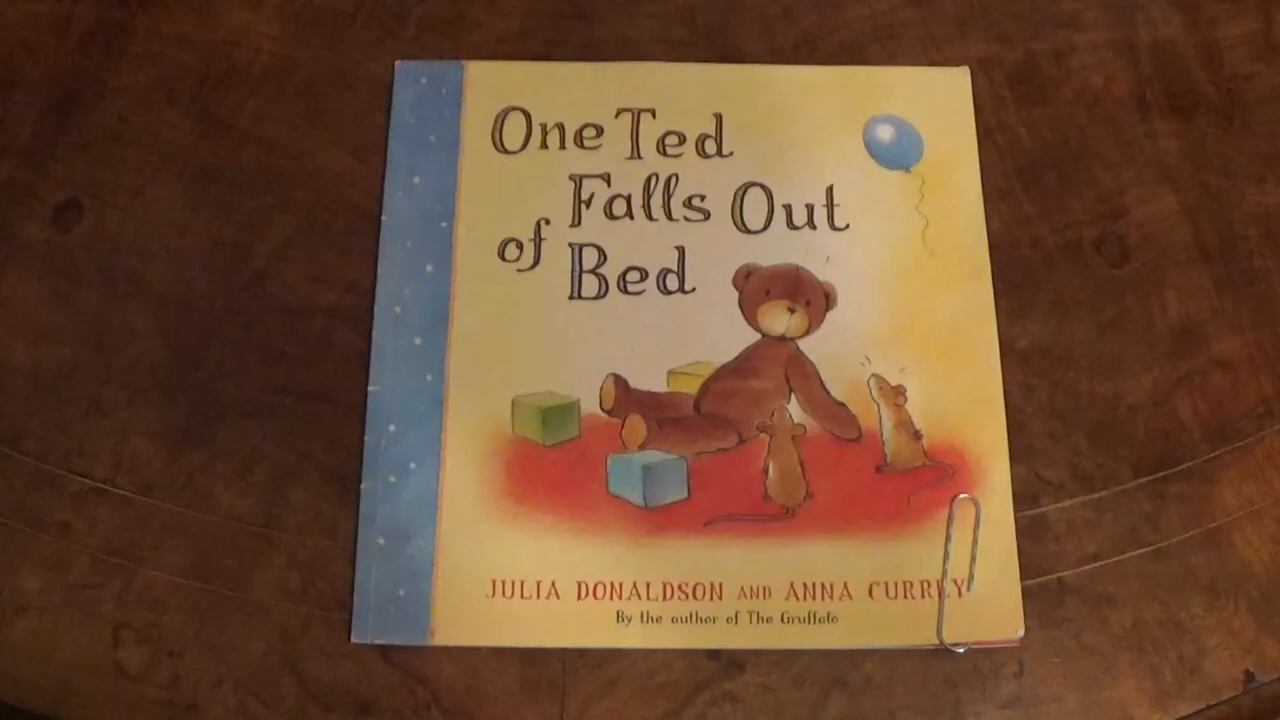 One Ted
Falls Out
of Bed
JULIA DONALDSON AND ANNA CURREY
By the author of The Gruffalo